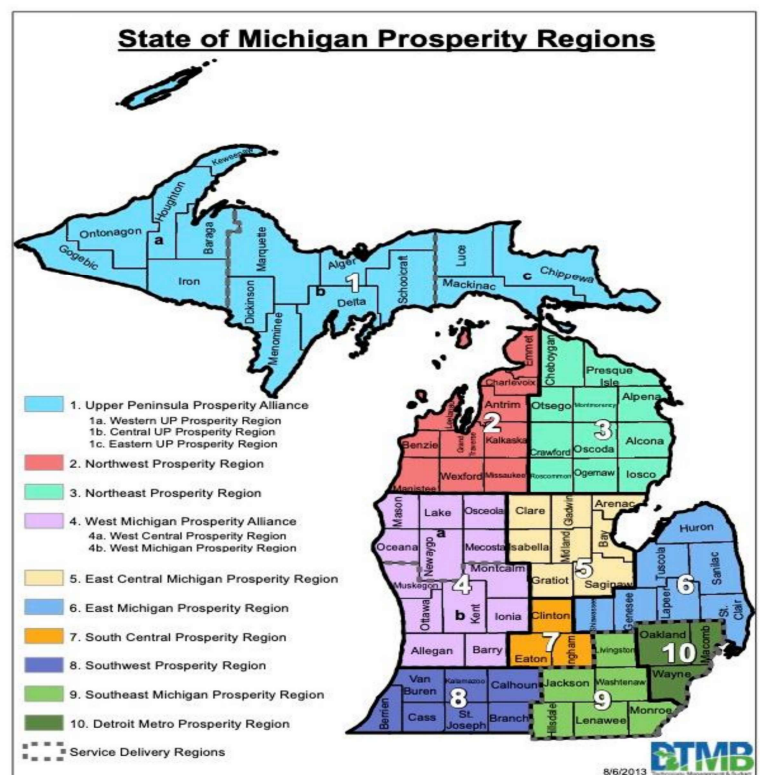 State of Michigan Prosperity Regions
Keweenaw
Houghton
Ontonagon
a
Baraga
Gogebic
Iron
Marquette
Dickinson
Menominee
Alger
1
b
Delta
Schoolcraft
Luce
c
Chippewa
Mackinac
Emmet
Cheboygan
Presque
Isle
Charlevoix
Antrim
Otsego
Montmorency
Alpena
Leelanau
2
Benzie
Grand
Traverse
Kalkaska
Crawford
Oscoda
3
Alcona
Manistee
Wexford
Missaukee
Roscommon
Ogemaw
Iosco
1. Upper Peninsula Prosperity Alliance
1a. Western UP Prosperity Region
1b. Central UP Prosperity Region
1c. Eastern UP Prosperity Region
2. Northwest Prosperity Region
3. Northeast Prosperity Region
4. West Michigan Prosperity Alliance
4a. West Central Prosperity Region
4b. West Michigan Prosperity Region
5. East Central Michigan Prosperity Region
6. East Michigan Prosperity Region
7. South Central Prosperity Region
8. Southwest Prosperity Region
9. Southeast Michigan Prosperity Region
10. Detroit Metro Prosperity Region
Service Delivery Regions
Mason
Lake
Osceola
Clare
Gladwin
Arenac
a
Oceana
Newaygo
Mecosta
Isabella
Midland
Bay
Huron
Montcalm
4
Muskegon
Gratiot
5
Saginaw
Tuscola
Sanilac
6
Ottawa
b
Kent
Ionia
Clinton
Shiawassee
Genesee
Lapeer
St.
Clair
Allegan
Barry
Eaton
7
Ingham
Livingston
Oakland
Macomb
10
Wayne
Van
Buren
Kalamazoo
Calhoun
Jackson
Washtenaw
8
9
Berrien
Cass
St.
Joseph
Branch
Hillsdale
Lenawee
Monroe
8/6/2013
DTMB